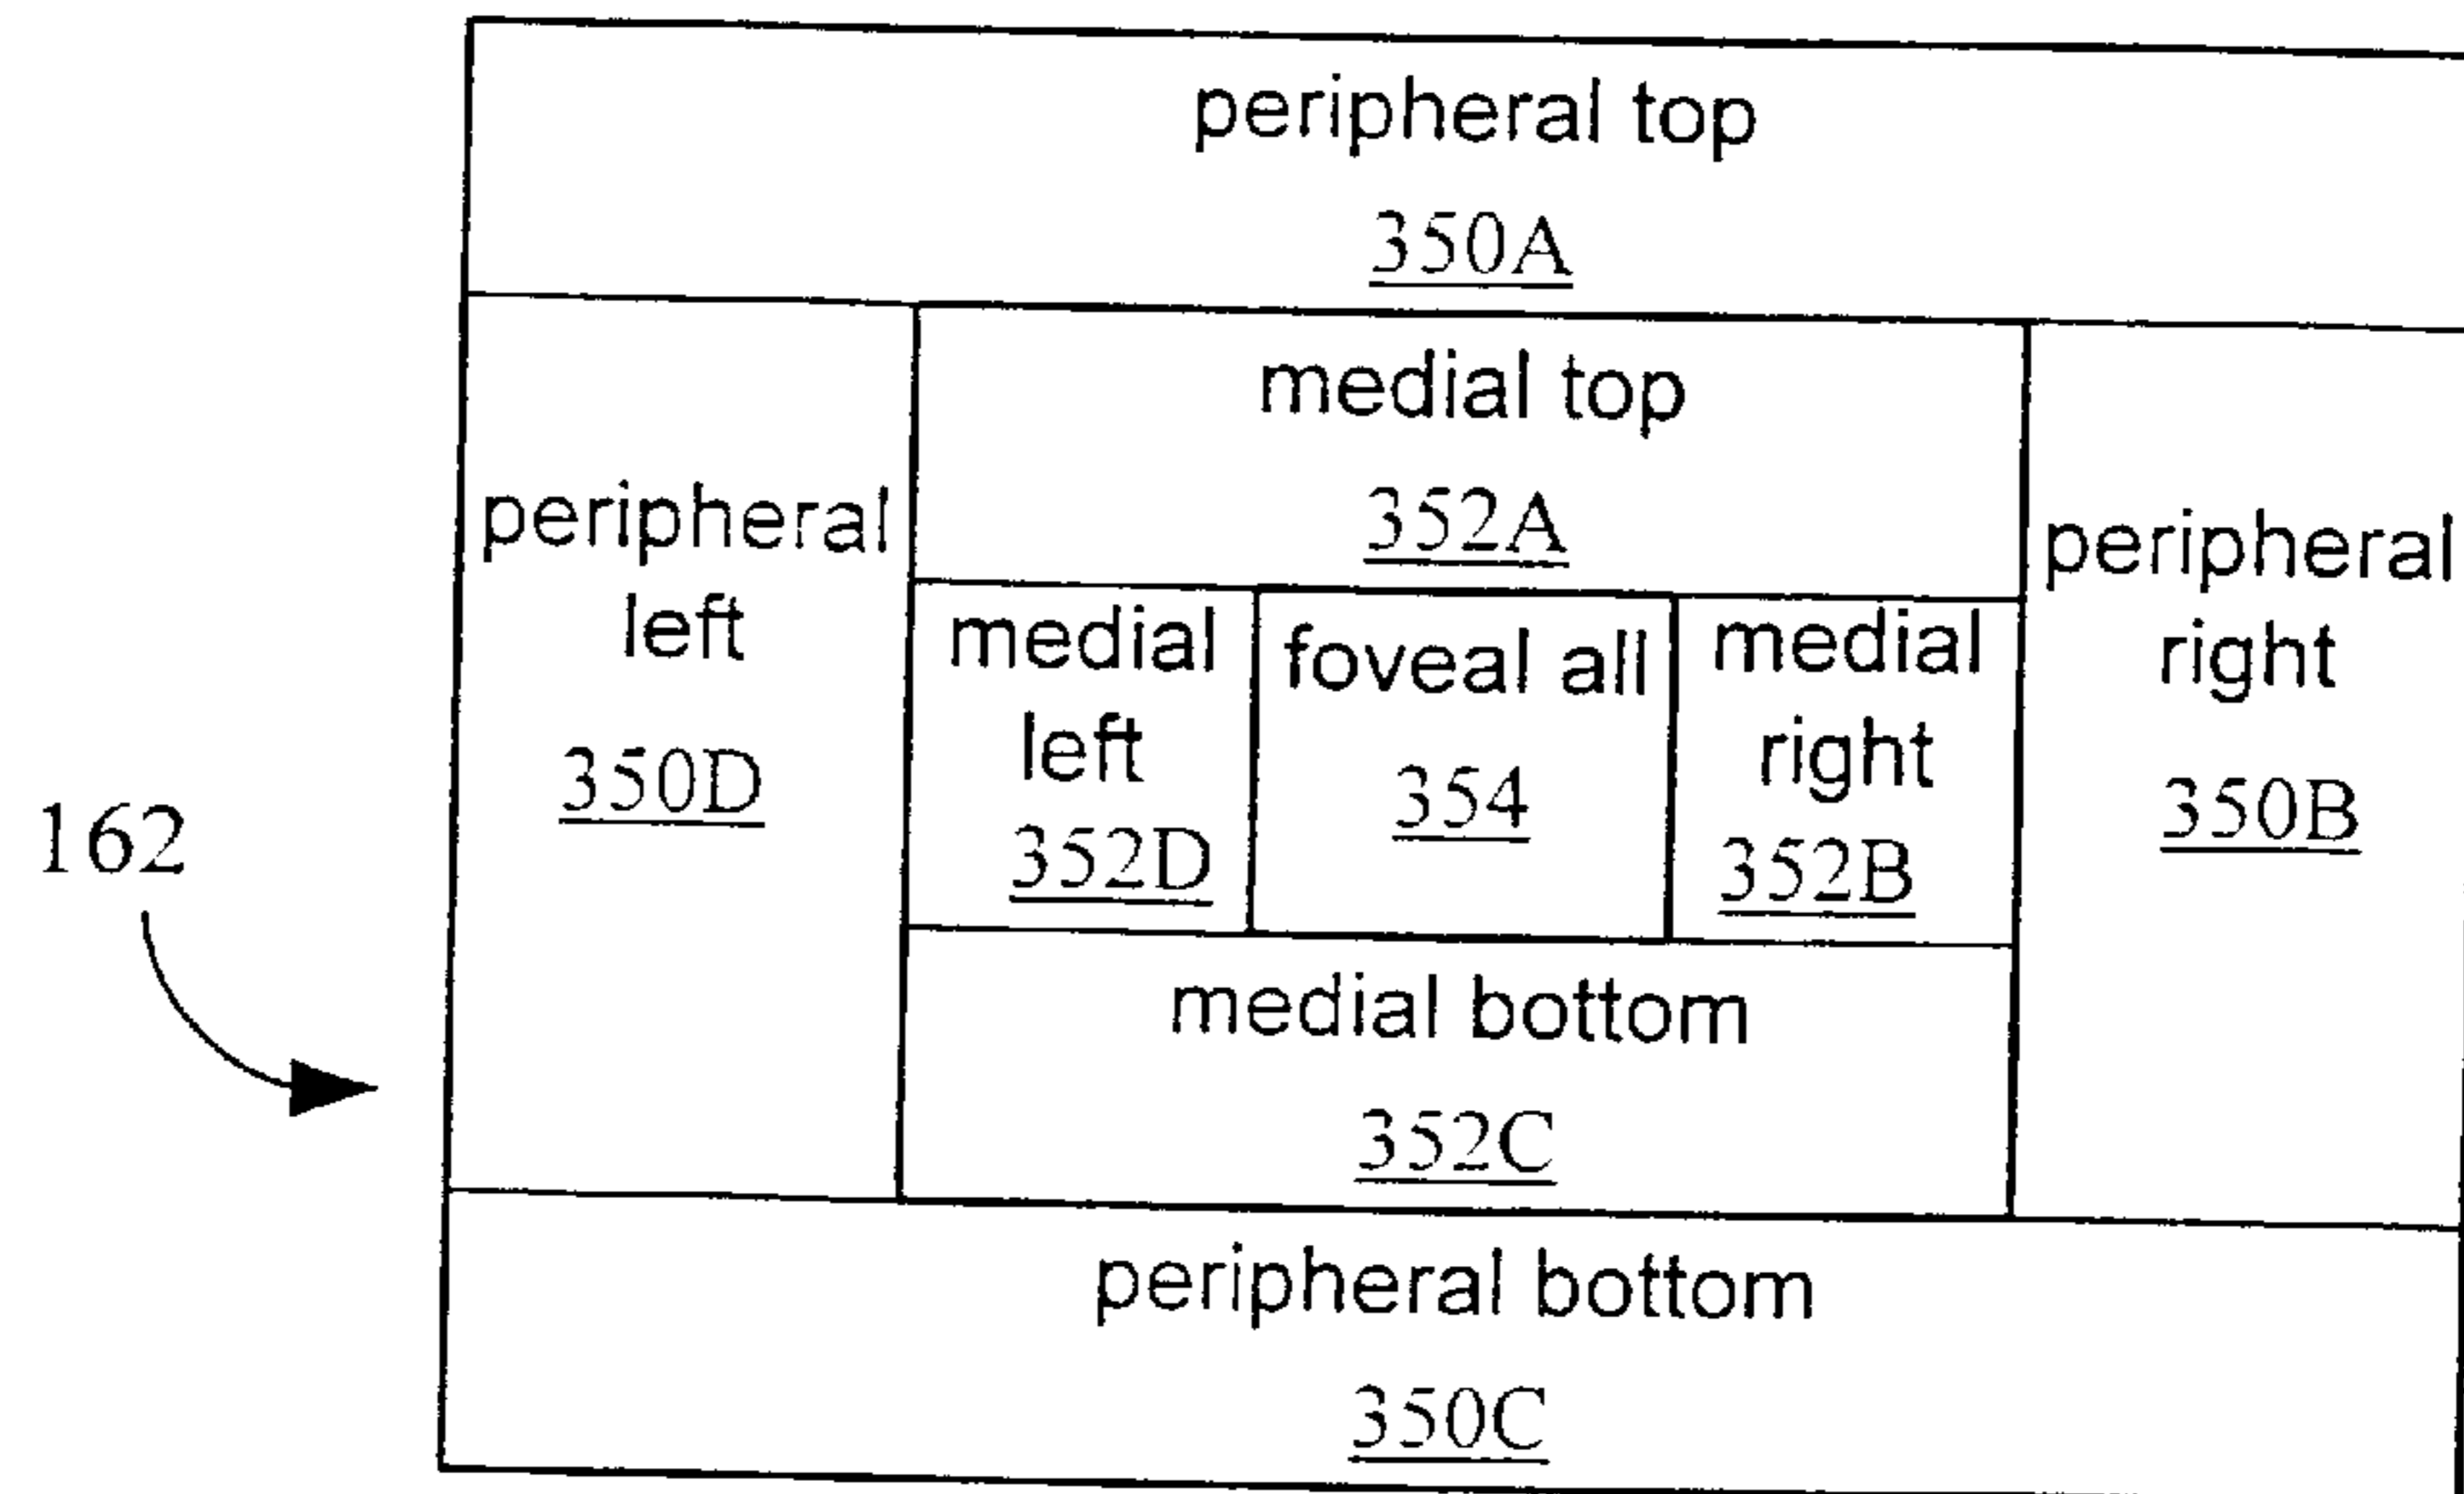 peripheral top
350A
medial top
352A
peripheral
left
350D
medial
left
352D
foveal all
354
medial
right
352B
peripheral
right
350B
162
medial bottom
352C
peripheral bottom
350C